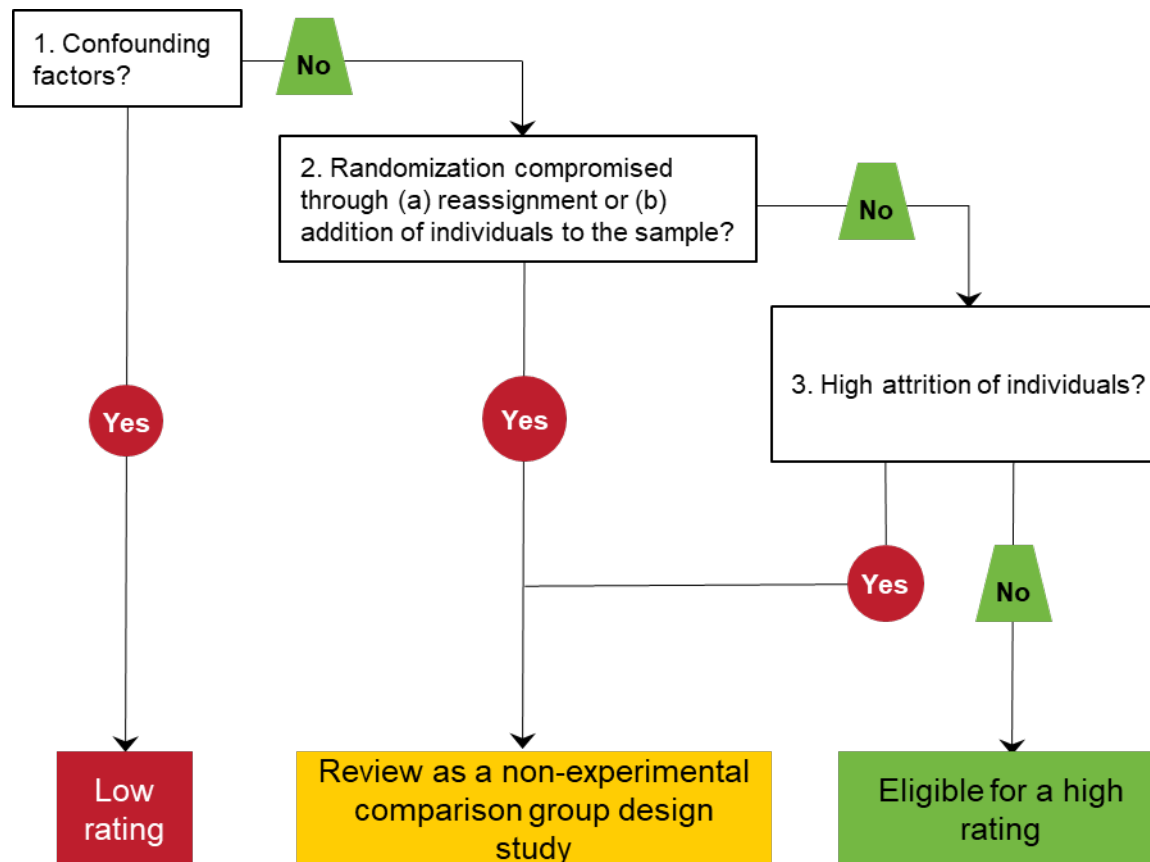 1. Confounding
factors?
No
2. Randomization compromised
through (a) reassignment or (b)
addition of individuals to the sample?
No
3. High attrition of individuals?
Yes
Yes
Yes
No
Low
rating
Review as a non-experimental
comparison group design
study
Eligible for a high
rating